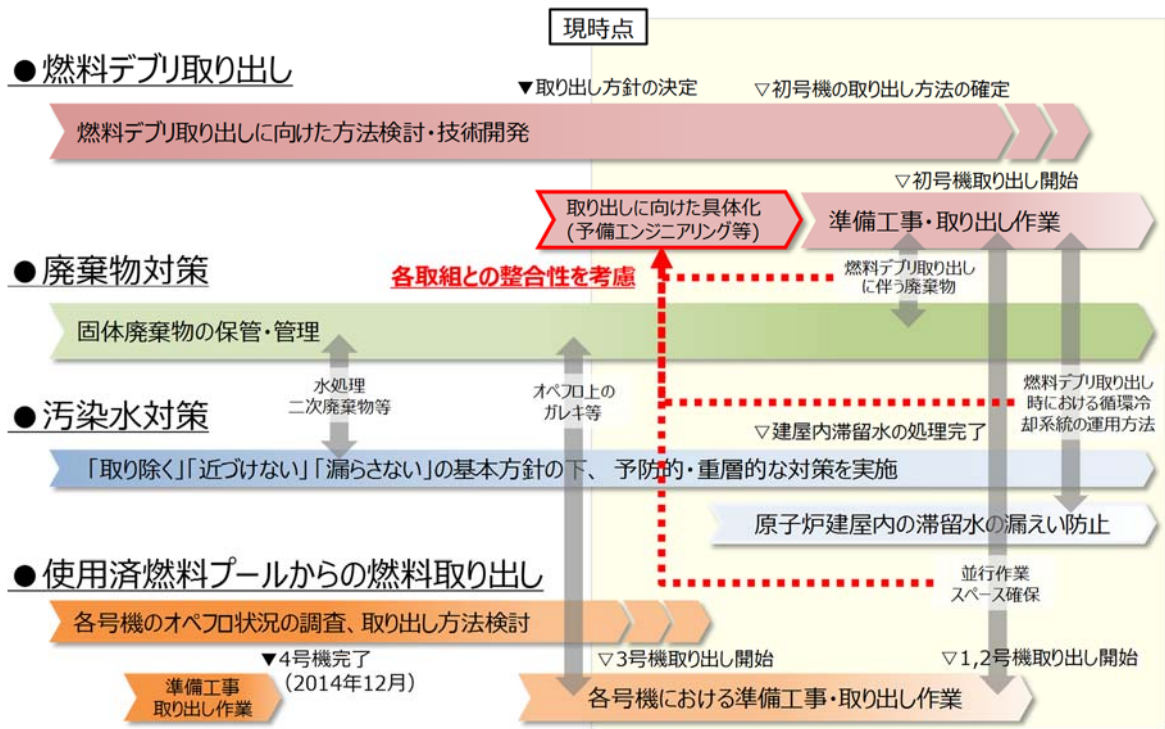 現時点
●燃料デブリ取り出し
▼取り出し方針の決定
▽初号機の取り出し方法の確定
燃料デブリ取り出しに向けた方法検討・技術開発
▽初号機取り出し開始
取り出しに向けた具体化
(予備エンジニアリング等)
準備工事・取り出し作業
●廃棄物対策
各取組との整合性を考慮
燃料デブリ取り出し
に伴う廃棄物
固体廃棄物の保管・管理
水処理
二次廃棄物等
オペフロ上の
ガレキ等
燃料デブリ取り出し
時における循環冷
却系統の運用方法
●汚染水対策
▽建屋内滞留水の処理完了
「取り除く」「近づけない」「漏らさない」の基本方針の下、予防的・重層的な対策を実施
原子炉建屋内の滞留水の漏えい防止
●使用済燃料プールからの燃料取り出し
並行作業
スペース確保
各号機のオペフロ状況の調査、取り出し方法検討
▼4号機完了
(2014年12月)
▽3号機取り出し開始
▽1,2号機取り出し開始
準備工事
取り出し作業
各号機における準備工事・取り出し作業